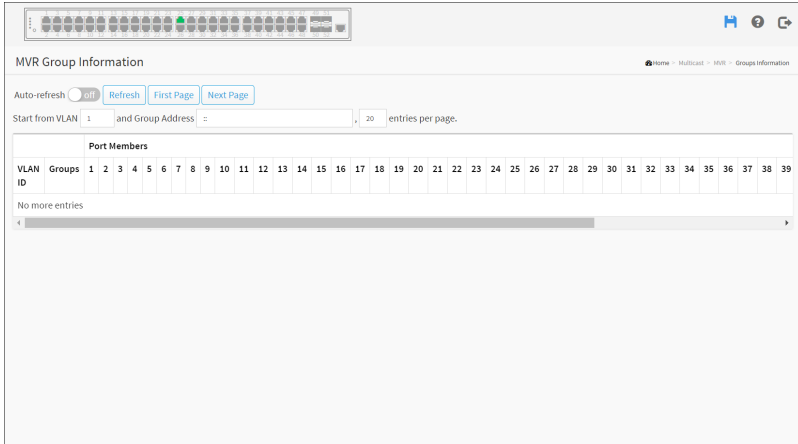 MVR Group Information
Home > Multicast > MVR > Groups Information
Auto-refresh off Refresh First Page Next Page
Start from VLAN 1 and Group Address :: , 20 entries per page.
Port Members
VLAN ID Groups 1 2 3 4 5 6 7 8 9 10 11 12 13 14 15 16 17 18 19 20 21 22 23 24 25 26 27 28 29 30 31 32 33 34 35 36 37 38 39
No more entries